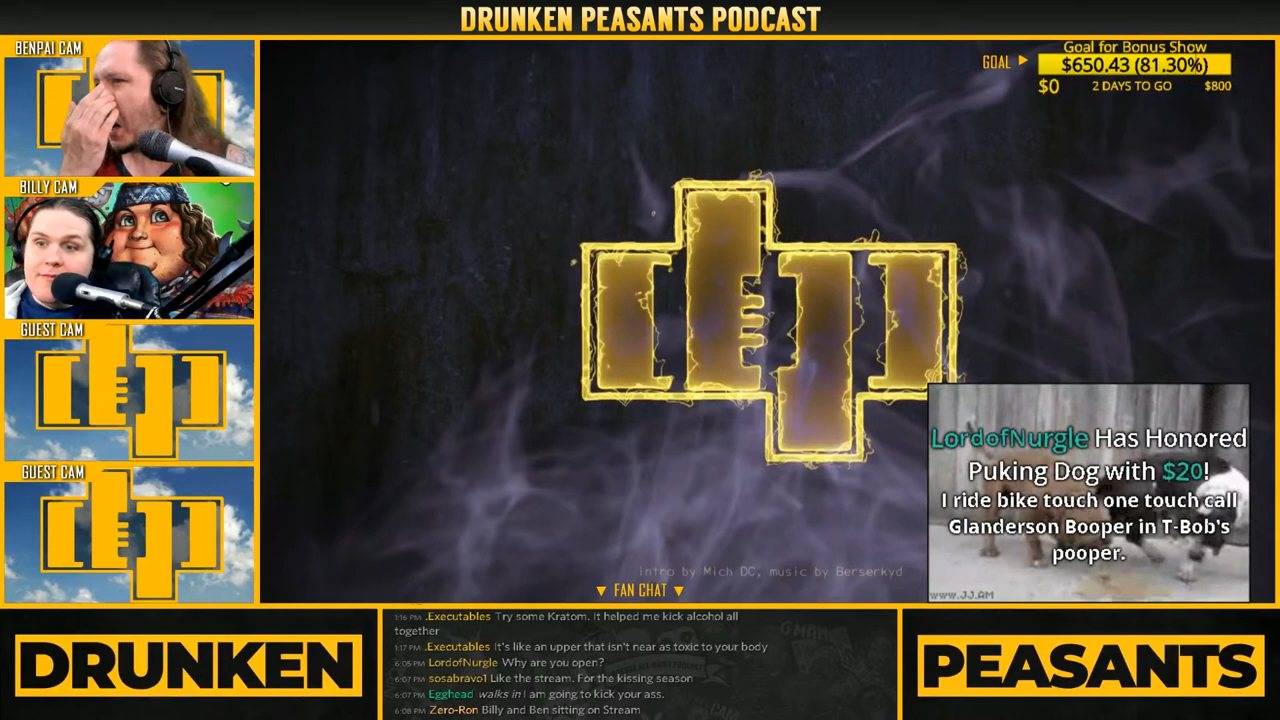 DRUNKEN PEASANTS PODCAST
BENPAI CAM
BILLY CAM
GUEST CAM
GUEST CAM
GOAL
Goal for Bonus Show
$650.43 (81.30%)
$0 2 DAYS TO GO $800
LordofNurgle Has Honored
Puking Dog with $20!
I ride bike touch one touch call
Glanderson Booper in T-Bob's
pooper.
www.JJ.AM
intro by Mich DC, music by Berserkyd
▼ FAN CHAT ▼
1:16 PM .Executables Try some Kratom. It helped me kick alcohol all
together
1:17 PM .Executables It's like an upper that isn't near as toxic to your body
6:05 PM LordofNurgle Why are you open?
6:07 PM sosabravo1 Like the stream. For the kissing season
6:07 PM Egghead walks in I am going to kick your ass.
6:08 PM Zero-Ron Billy and Ben sitting on Stream
DRUNKEN
PEASANTS